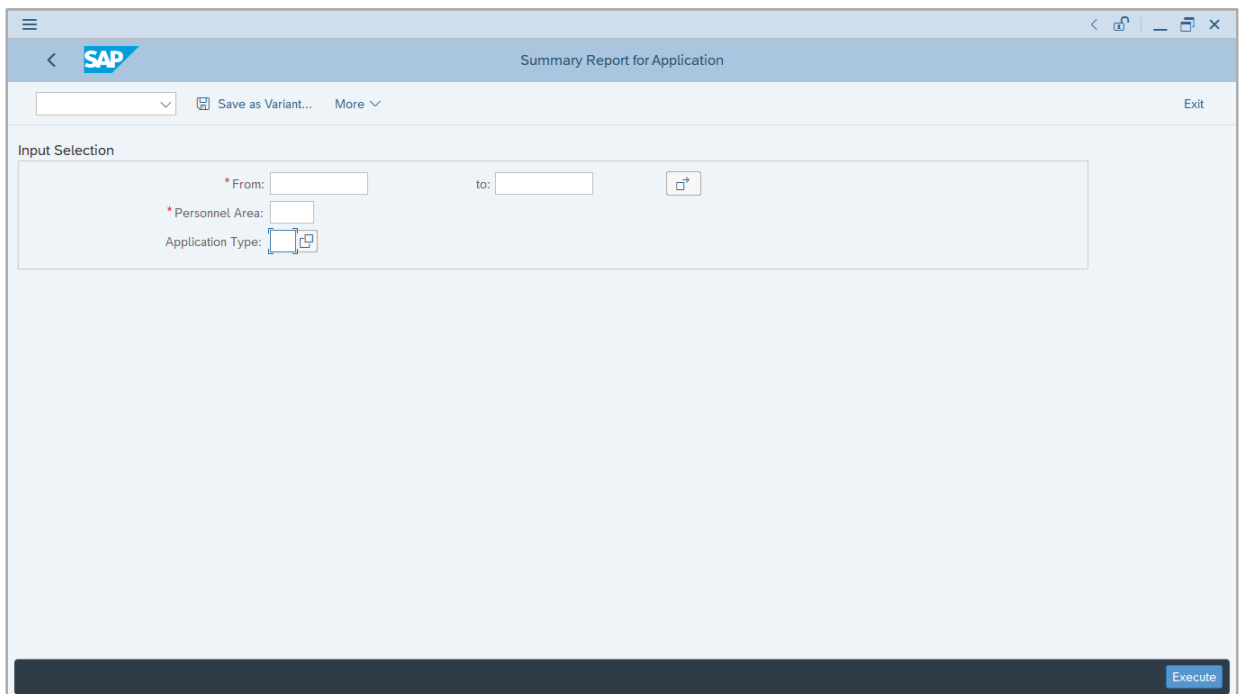 SAP
Summary Report for Application
Save as Variant... More Exit
Input Selection
* From: to:
* Personnel Area:
Application Type:
Execute